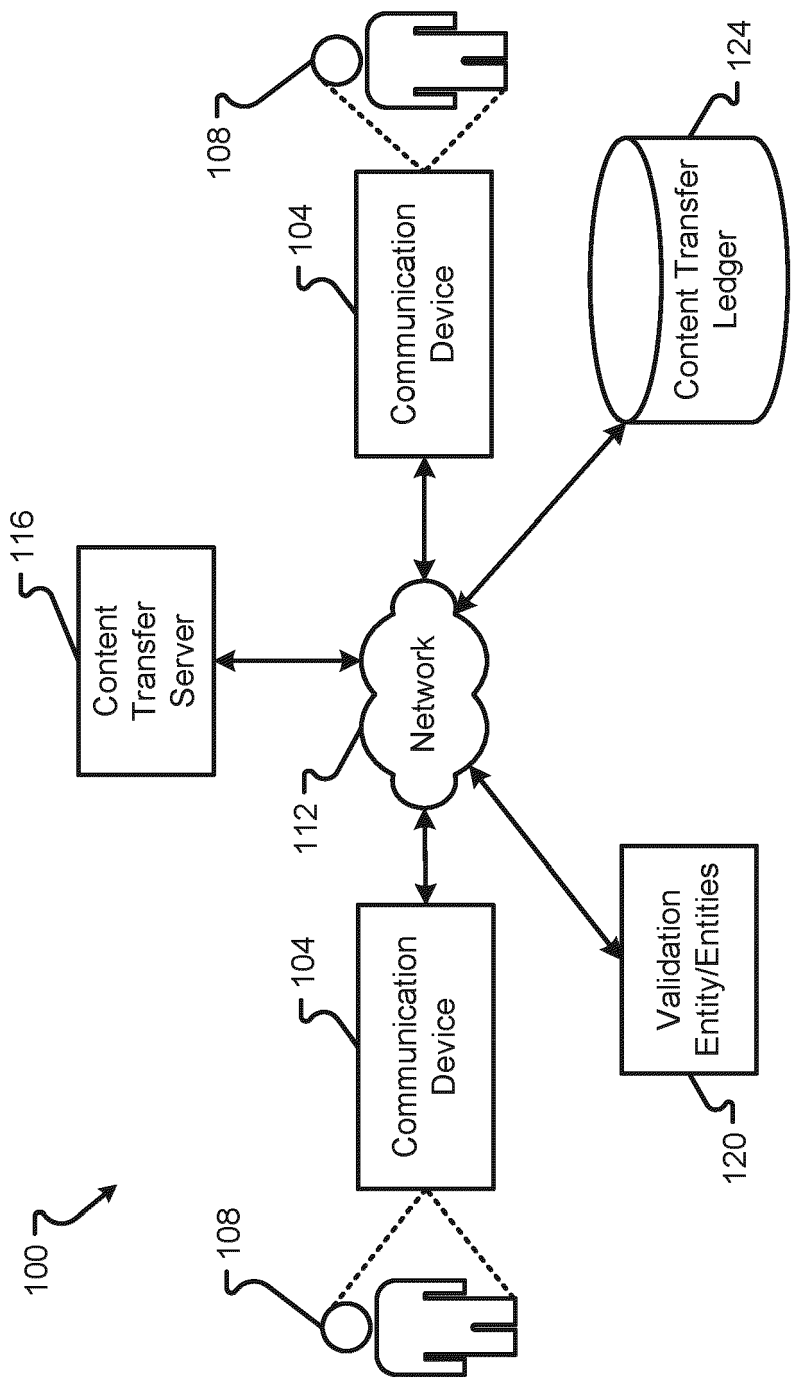 100
116
Content
Transfer
Server
108
108
104
104
112
Communication
Device
Network
Communication
Device
120
Validation
Entity/Entities
Content Transfer
Ledger
124